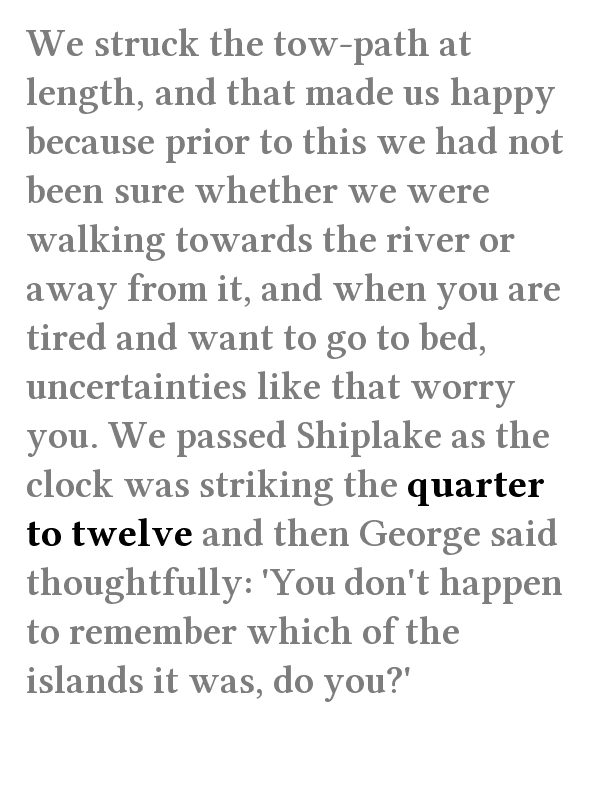 We struck the tow-path at
length, and that made us happy
because prior to this we had not
been sure whether we were
walking towards the river or
away from it, and when you are
tired and want to go to bed,
uncertainties like that worry
you. We passed Shiplake as the
clock was striking the quarter
to twelve and then George said
thoughtfully: 'You don't happen
to remember which of the
islands it was, do you?'